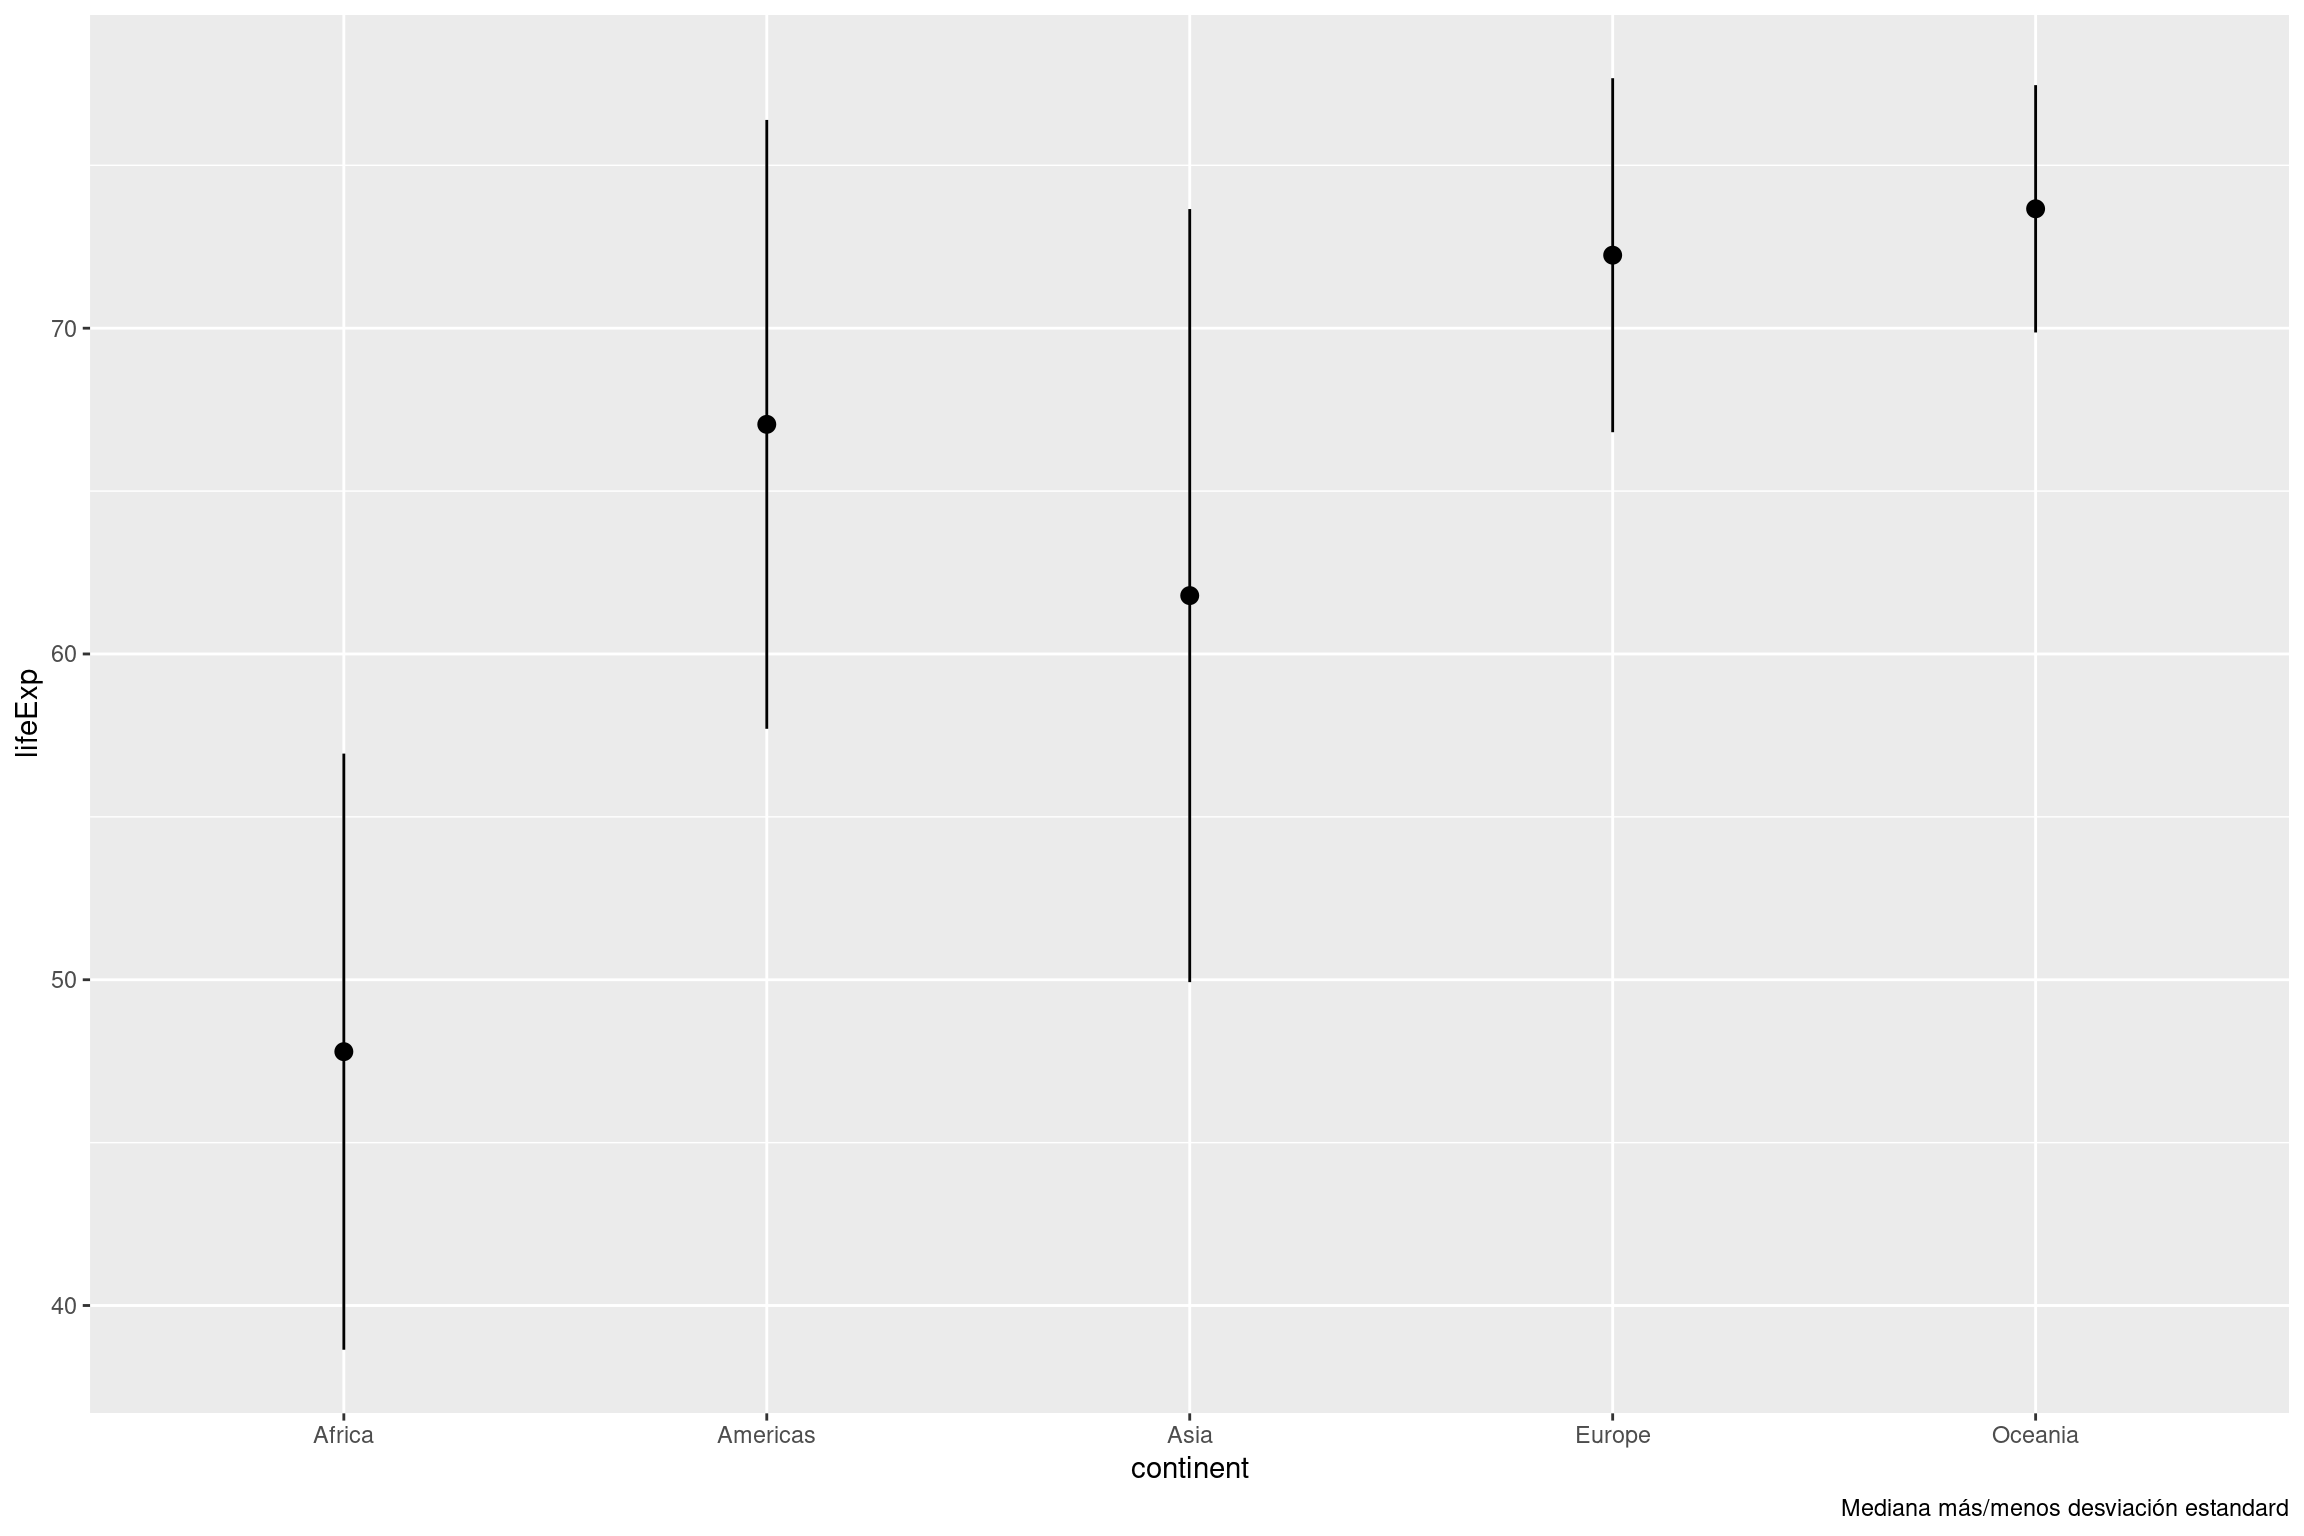 lifeExp
70
60
50
40
Africa Americas Asia Europe Oceania
continent
Mediana más/menos desviación estandard